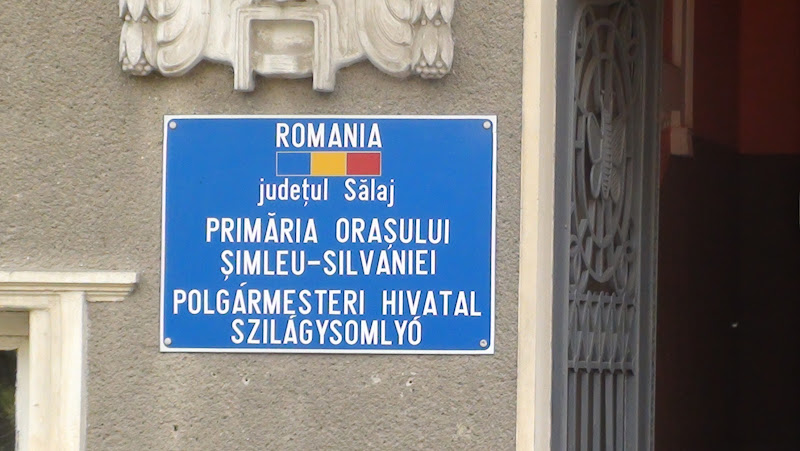 ROMANIA
județul Sălaj
PRIMĂRIA ORAȘULUI
ȘIMLEU-SILVANIEI
POLGÁRMESTERI HIVATAL
SZILÁGYSOMLYÓ